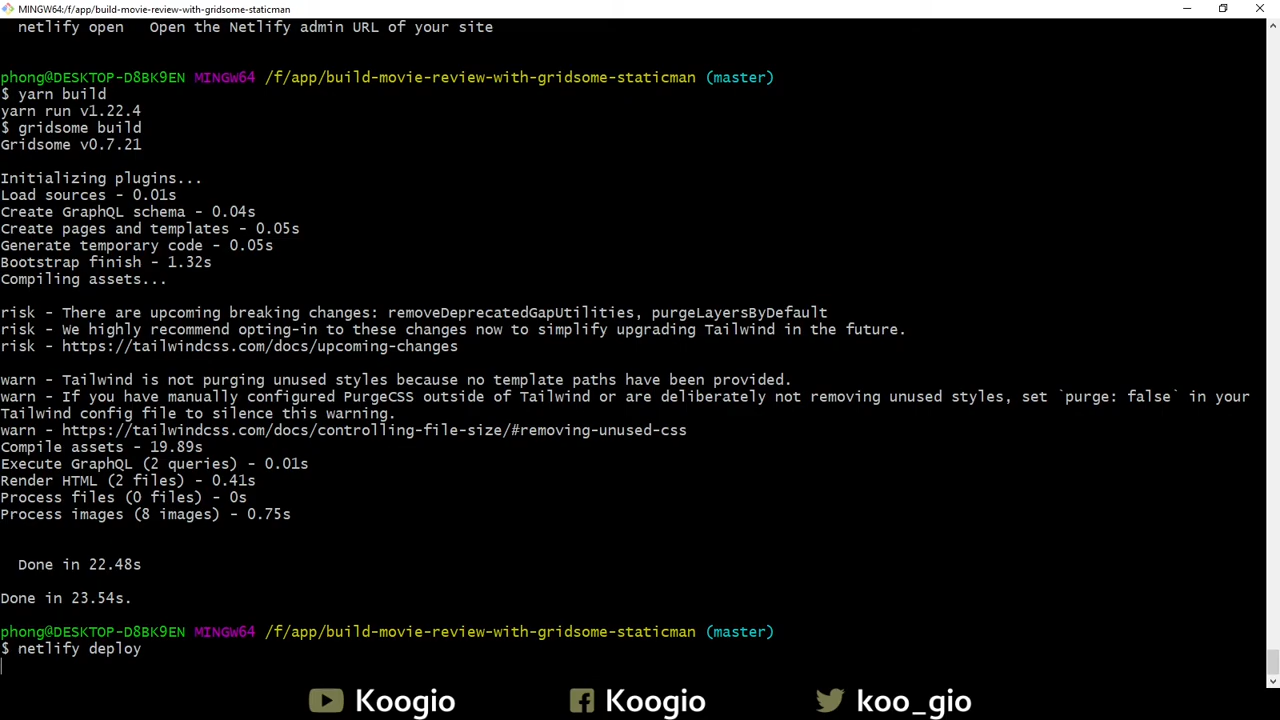 MINGW64:/f/app/build-movie-review-with-gridsome-staticman
netlify open   Open the Netlify admin URL of your site
phong@DESKTOP-D8BK9EN MINGW64 /f/app/build-movie-review-with-gridsome-staticman (master)
$ yarn build
yarn run v1.22.4
$ gridsome build
Gridsome v0.7.21
Initializing plugins...
Load sources - 0.01s
Create GraphQL schema - 0.04s
Create pages and templates - 0.05s
Generate temporary code - 0.05s
Bootstrap finish - 1.32s
Compiling assets...
risk - There are upcoming breaking changes: removeDeprecatedGapUtilities, purgeLayersByDefault
risk - We highly recommend opting-in to these changes now to simplify upgrading Tailwind in the future.
risk - https://tailwindcss.com/docs/upcoming-changes
warn - Tailwind is not purging unused styles because no template paths have been provided.
warn - If you have manually configured PurgeCSS outside of Tailwind or are deliberately not removing unused styles, set `purge: false` in your
Tailwind config file to silence this warning.
warn - https://tailwindcss.com/docs/controlling-file-size/#removing-unused-css
Compile assets - 19.89s
Execute GraphQL (2 queries) - 0.01s
Render HTML (2 files) - 0.41s
Process files (0 files) - 0s
Process images (8 images) - 0.75s
Done in 22.48s
Done in 23.54s.
phong@DESKTOP-D8BK9EN MINGW64 /f/app/build-movie-review-with-gridsome-staticman (master)
$ netlify deploy
Koogio Koogio koo_gio